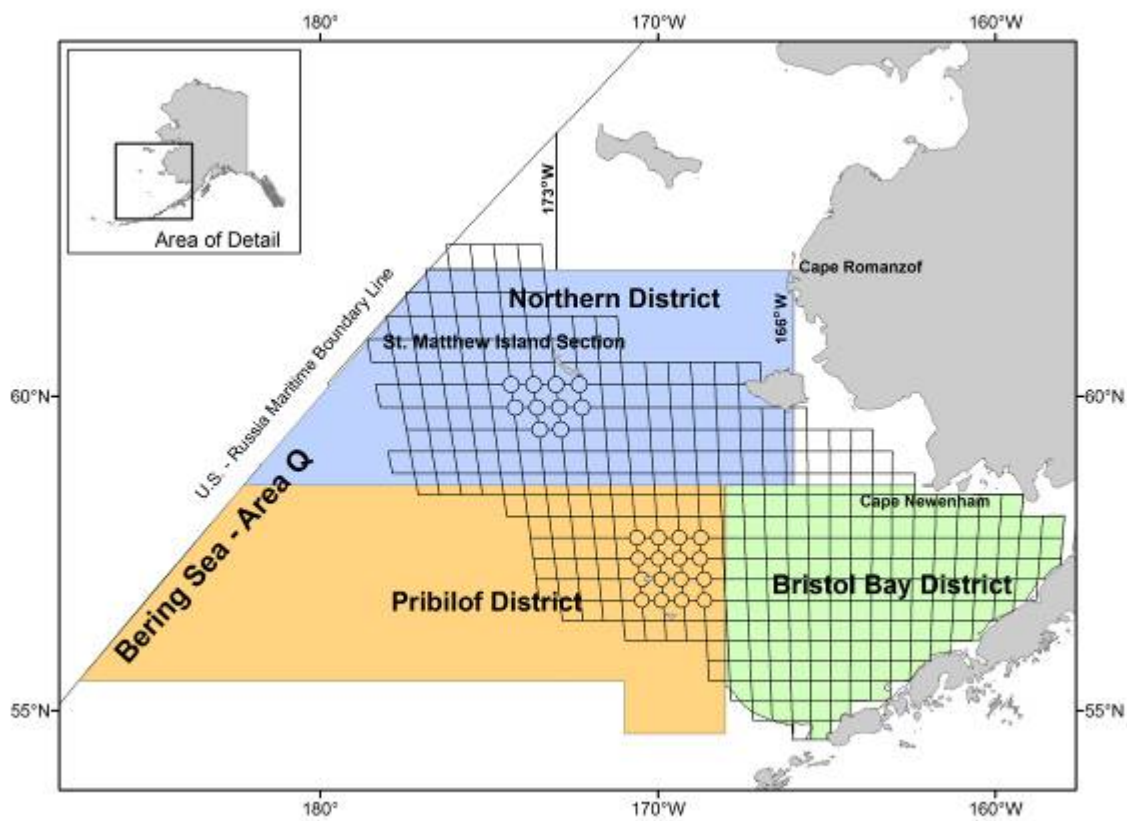 180°
170°W
160°W
Area of Detail
173°W
Cape Romanzof
Northern District
166°W
U.S. - Russia Maritime Boundary Line
St. Matthew Island Section
60°N
60°N
Bering Sea - Area Q
Cape Newenham
Bristol Bay District
Pribilof District
55°N
55°N
180°
170°W
160°W